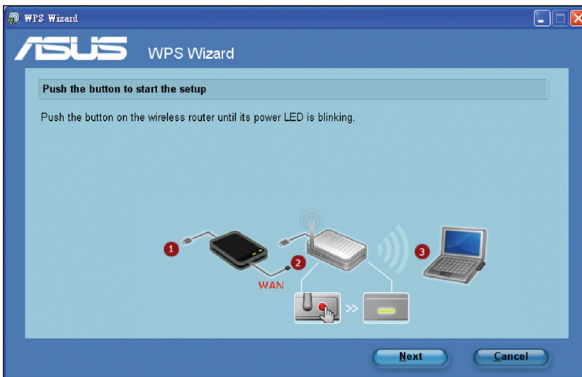 WPS Wizard
ASUS WPS Wizard
Push the button to start the setup
Push the button on the wireless router until its power LED is blinking.
1
2
3
WAN
>>
Next
Cancel